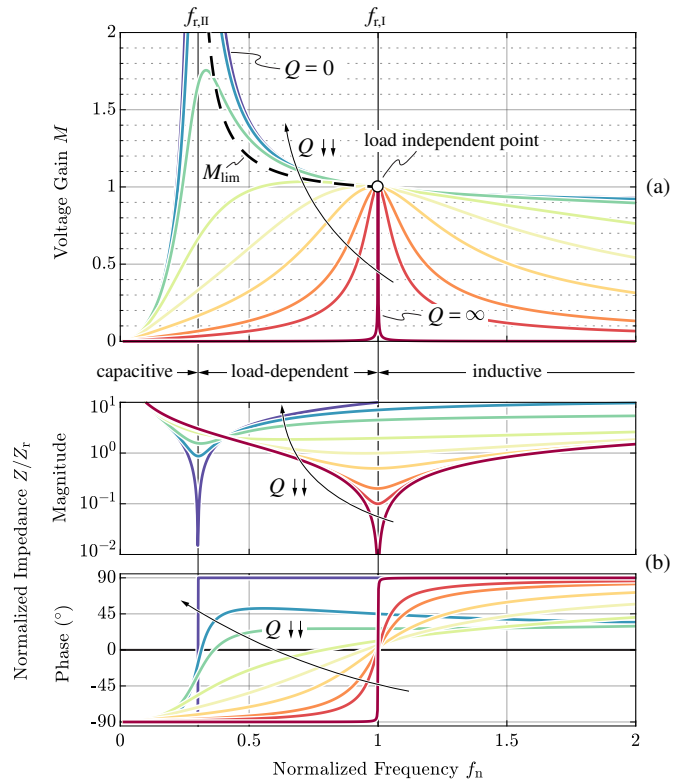 f_r,II f_r,I
2
Q = 0
1.5
Q ↓↓
load independent point
M_lim
1
0.5
Q = ∞
0
Voltage Gain M
(a)
capacitive load-dependent inductive
10^1
10^0
10^-1
10^-2
Q ↓↓
Magnitude
Normalized Impedance Z/Z_r
(b)
90
45
0
-45
-90
Q ↓↓
Phase (°)
0 0.5 1 1.5 2
Normalized Frequency f_n